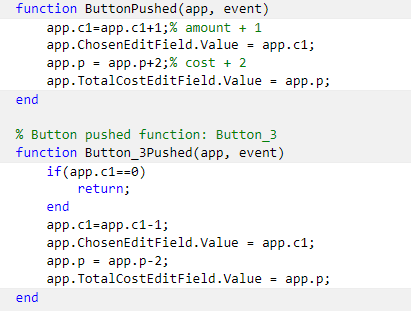 function ButtonPushed(app, event)
app.c1=app.c1+1;% amount + 1
app.ChosenEditField.Value = app.c1;
app.p = app.p+2;% cost + 2
app.TotalCostEditField.Value = app.p;
end
% Button pushed function: Button_3
function Button_3Pushed(app, event)
if(app.c1==0)
return;
end
app.c1=app.c1-1;
app.ChosenEditField.Value = app.c1;
app.p = app.p-2;
app.TotalCostEditField.Value = app.p;
end